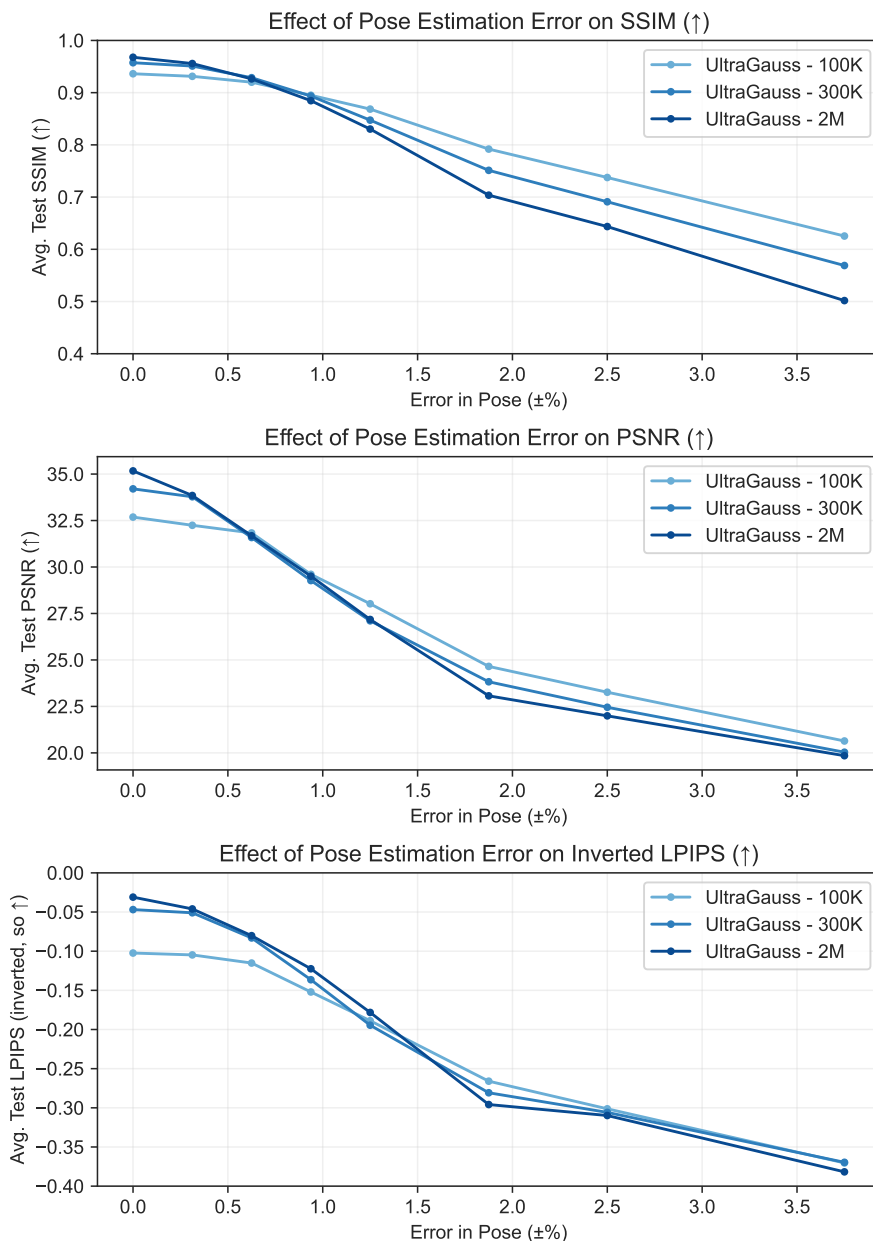 Effect of Pose Estimation Error on SSIM (↑)
1.0
0.9
0.8
0.7
0.6
0.5
0.4
Avg. Test SSIM (↑)
UltraGauss - 100K
UltraGauss - 300K
UltraGauss - 2M
0.0 0.5 1.0 1.5 2.0 2.5 3.0 3.5
Error in Pose (±%)
Effect of Pose Estimation Error on PSNR (↑)
35.0
32.5
30.0
27.5
25.0
22.5
20.0
Avg. Test PSNR (↑)
UltraGauss - 100K
UltraGauss - 300K
UltraGauss - 2M
0.0 0.5 1.0 1.5 2.0 2.5 3.0 3.5
Error in Pose (±%)
Effect of Pose Estimation Error on Inverted LPIPS (↑)
0.00
−0.05
−0.10
−0.15
−0.20
−0.25
−0.30
−0.35
−0.40
Avg. Test LPIPS (inverted, so ↑)
UltraGauss - 100K
UltraGauss - 300K
UltraGauss - 2M
0.0 0.5 1.0 1.5 2.0 2.5 3.0 3.5
Error in Pose (±%)